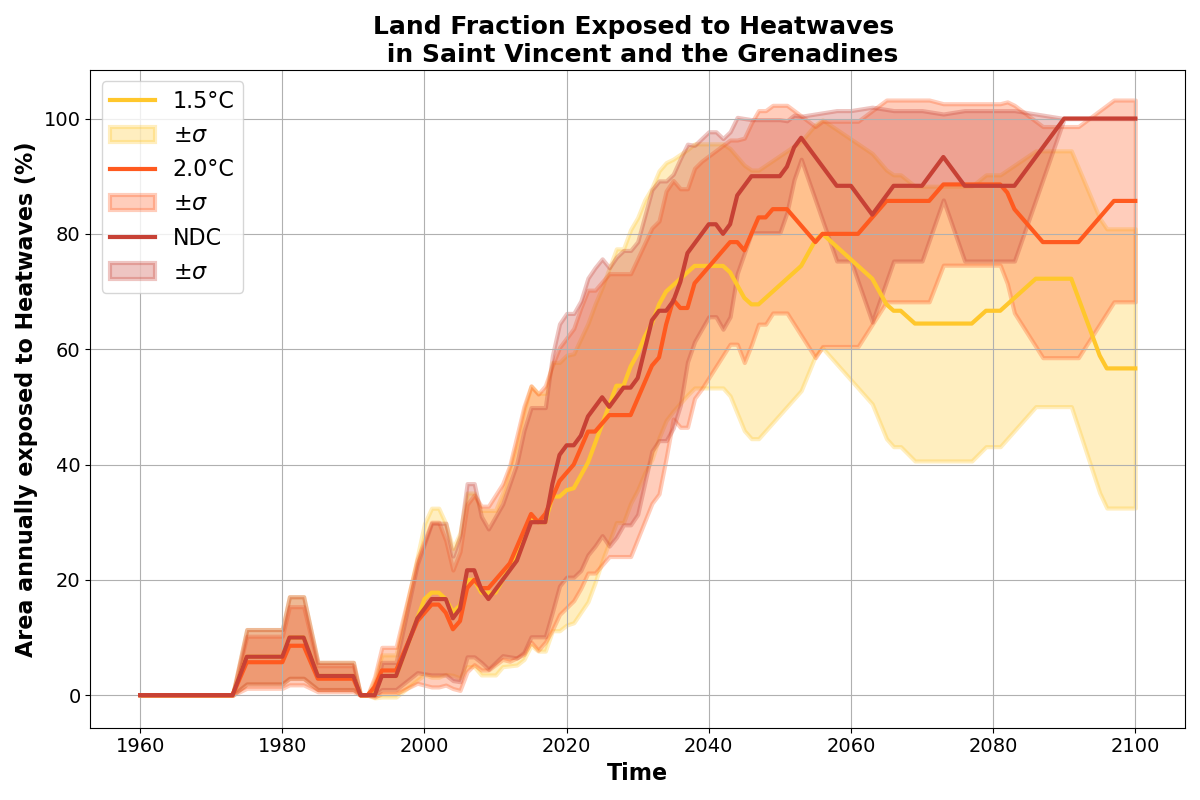 Land Fraction Exposed to Heatwaves
in Saint Vincent and the Grenadines
1.5°C
±σ
2.0°C
±σ
NDC
±σ
Area annually exposed to Heatwaves (%)
100
80
60
40
20
0
1960 1980 2000 2020 2040 2060 2080 2100
Time